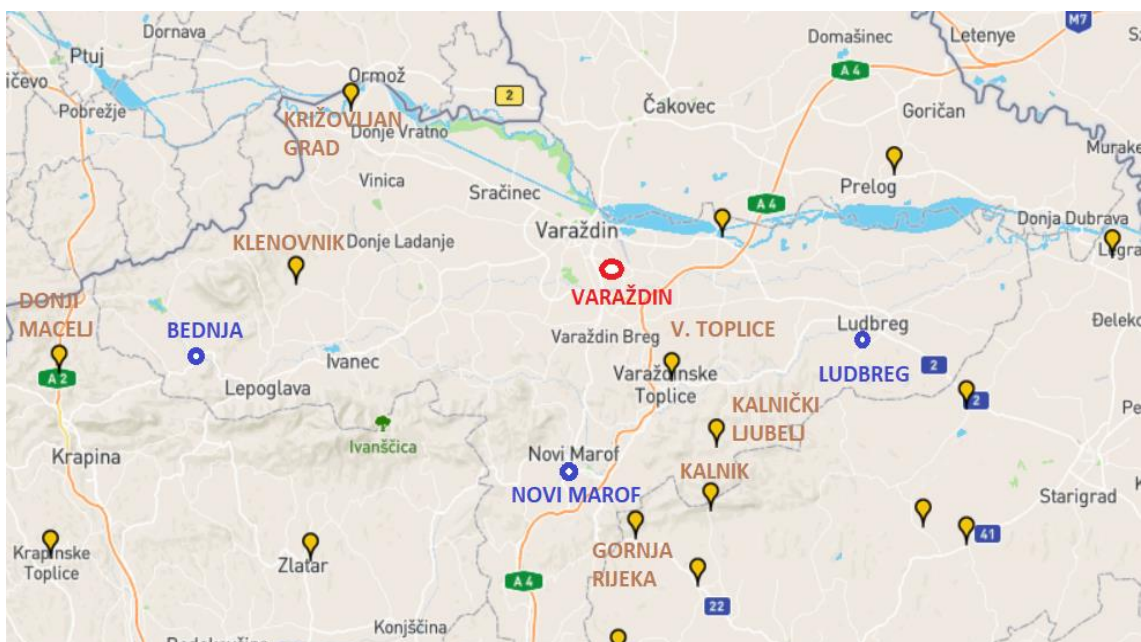 Dornava
Domašinec
Letenye
M7
Ptuj
Ormož
A4
ičevo
2
Čakovec
Pobrežje
Goričan
KRIŽOVLJAN
GRAD
Donje Vratno
Murake
Vinica
Sračinec
Prelog
A4
Donja Dubrava
Varaždin
KLENOVNIK
Donje Ladanje
Legra
VARAŽDIN
DONJI
MACELJ
BEDNJA
V. TOPLICE
Ludbreg
Đeleko
Varaždin Breg
Ivanec
Varaždinske
Toplice
LUDBREG
2
A2
Lepoglava
2
KALNIČKI
LJUBELJ
Pe
Ivanščica
Krapina
Novi Marof
KALNIK
NOVI MAROF
Starigrad
Krapinske
Toplice
Zlatar
GORNJA
RIJEKA
41
A4
22
Konjščina